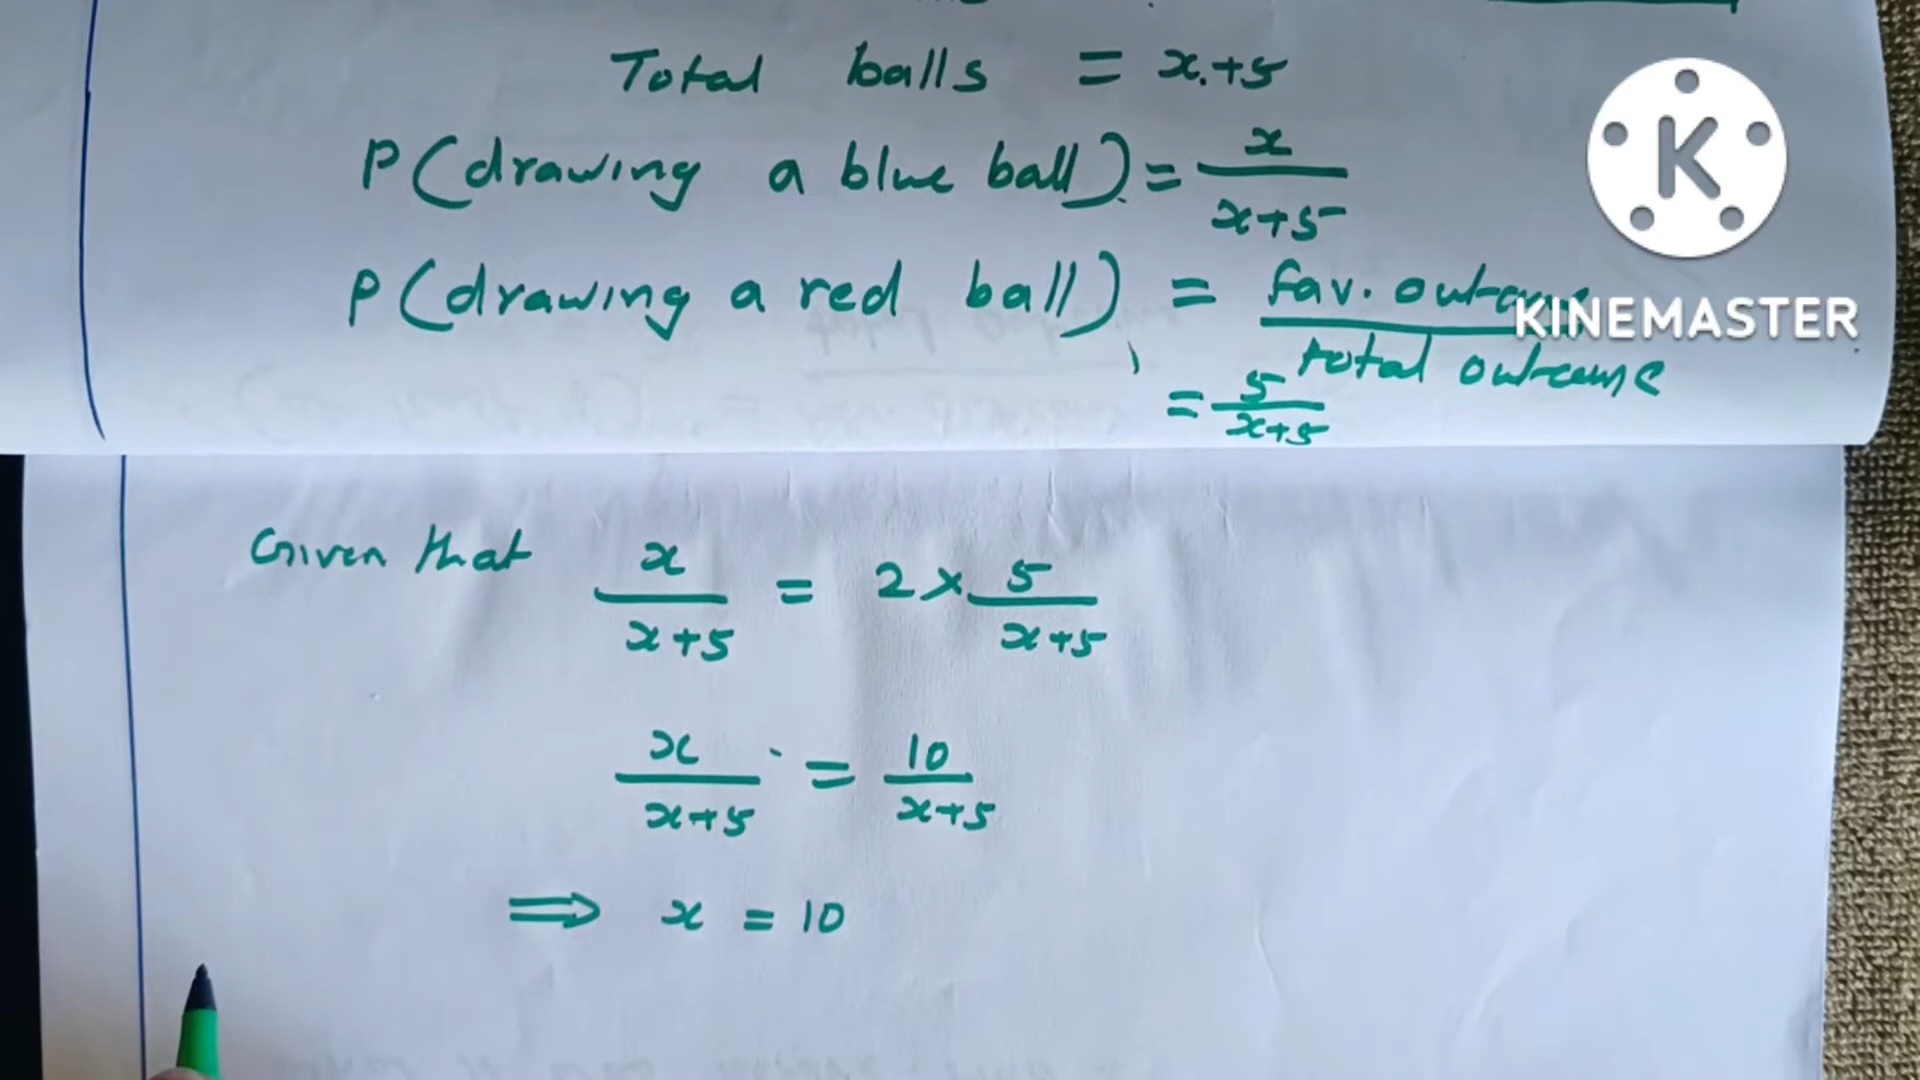 Total balls = x+5
P(drawing a blue ball) = x/(x+5)
P(drawing a red ball) = fav. outcome/total outcome
= 5/(x+5)
KINEMASTER
Given that x/(x+5) = 2 × 5/(x+5)
x/(x+5) = 10/(x+5)
⇒ x = 10